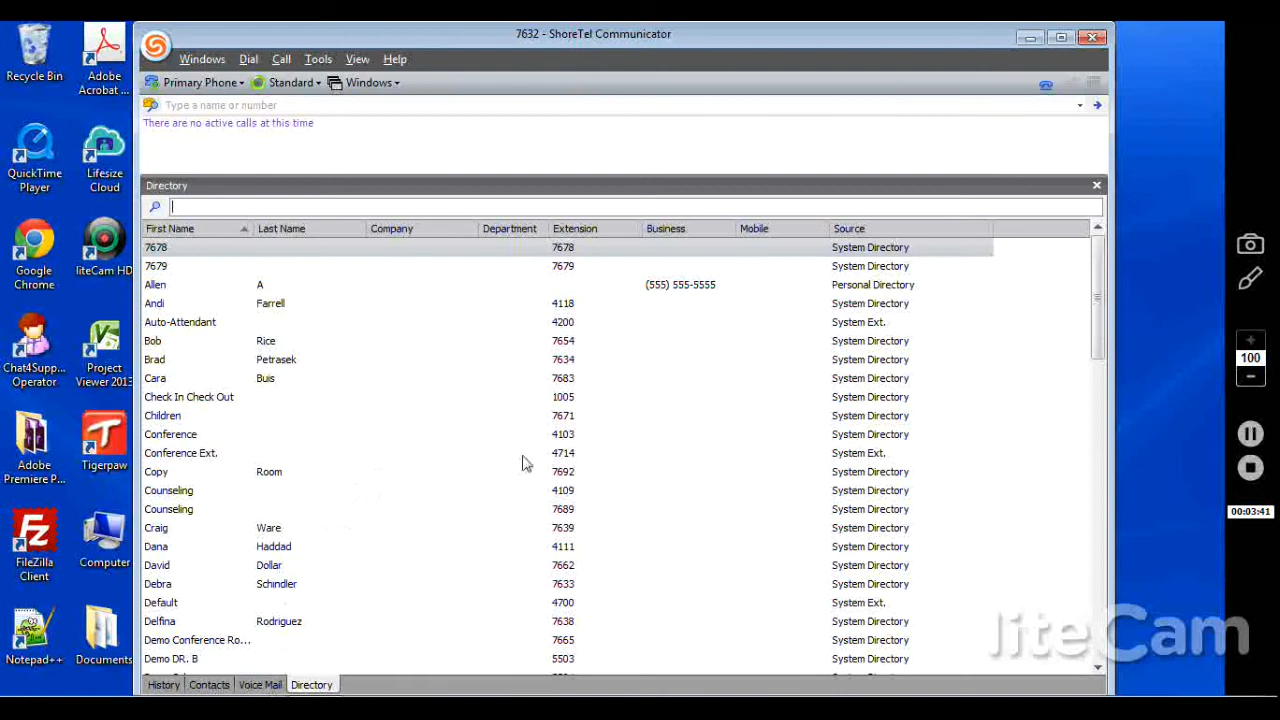 7632 - ShoreTel Communicator
Windows Dial Call Tools View Help
Primary Phone Standard Windows
Type a name or number
There are no active calls at this time
Directory
First Name Last Name Company Department Extension Business Mobile Source
7678 7678 System Directory
7679 7679 System Directory
Allen A (555) 555-5555 Personal Directory
Andi Farrell 4118 System Directory
Auto-Attendant 4200 System Ext.
Bob Rice 7654 System Directory
Brad Petrasek 7634 System Directory
Cara Buis 7683 System Directory
Check In Check Out 1005 System Directory
Children 7671 System Directory
Conference 4103 System Directory
Conference Ext. 4714 System Ext.
Copy Room 7692 System Directory
Counseling 4109 System Directory
Counseling 7689 System Directory
Craig Ware 7639 System Directory
Dana Haddad 4111 System Directory
David Dollar 7662 System Directory
Debra Schindler 7633 System Directory
Default 4700 System Ext.
Delfina Rodriguez 7638 System Directory
Demo Conference Ro... 7665 System Directory
Demo DR. B 5503 System Directory
History Contacts Voice Mail Directory
Recycle Bin
Adobe
Acrobat ...
QuickTime
Player
Lifesize
Cloud
Google
Chrome
liteCam HD
Chat4Supp...
Operator
Project
Viewer 2013
Adobe
Premiere P...
Tigerpaw
FileZilla
Client
Computer
Notepad++
Documents
100
00:03:41
liteCam